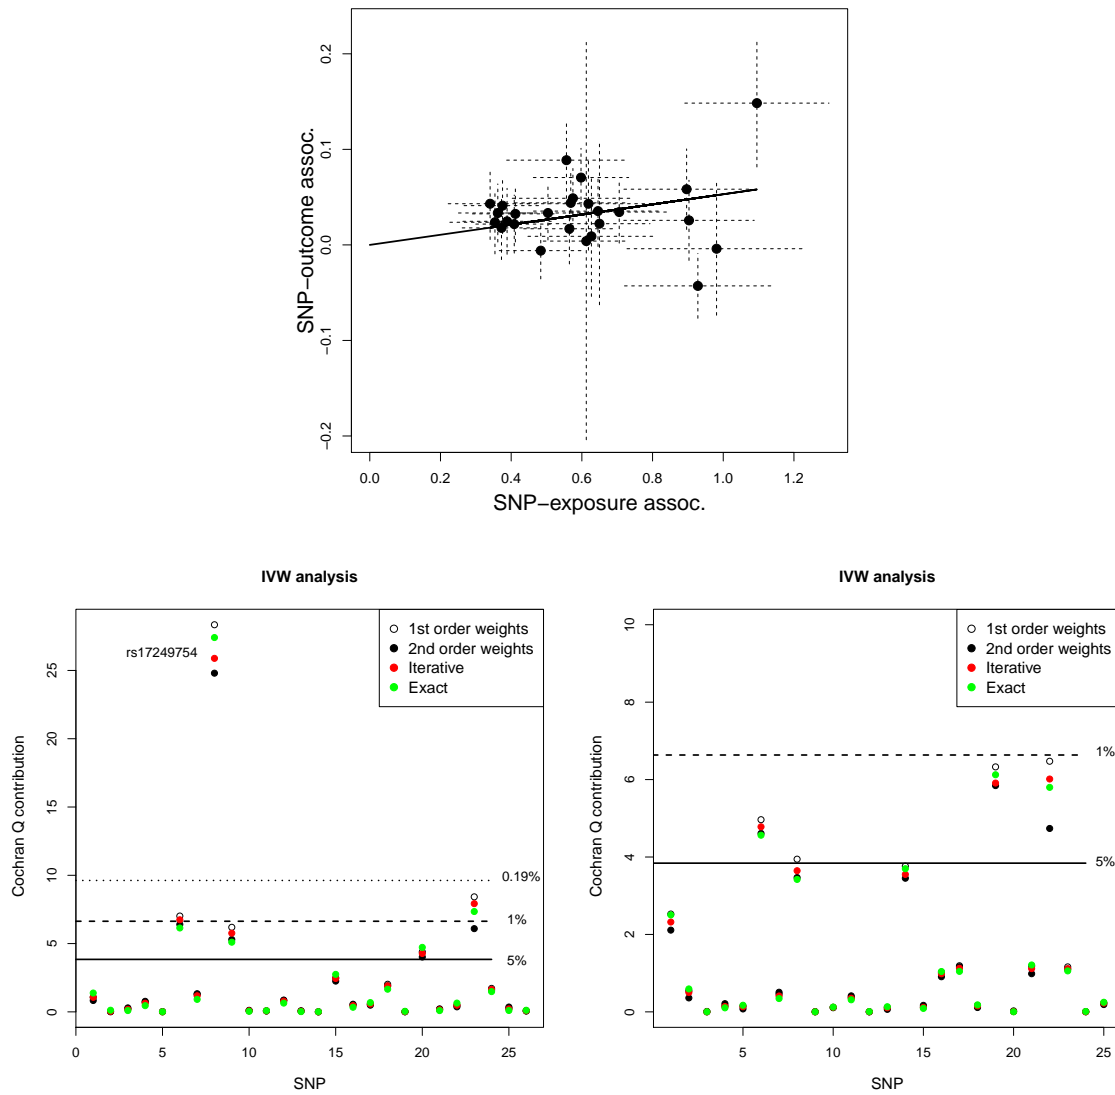 0.2
0.1
0.0
−0.1
−0.2
SNP−outcome assoc.
0.0 0.2 0.4 0.6 0.8 1.0 1.2
SNP−exposure assoc.
IVW analysis
1st order weights
2nd order weights
Iterative
Exact
rs17249754
0.19%
1%
5%
25
20
15
10
5
0
Cochran Q contribution
0 5 10 15 20 25
SNP
IVW analysis
1st order weights
2nd order weights
Iterative
Exact
1%
5%
10
8
6
4
2
0
Cochran Q contribution
5 10 15 20 25
SNP